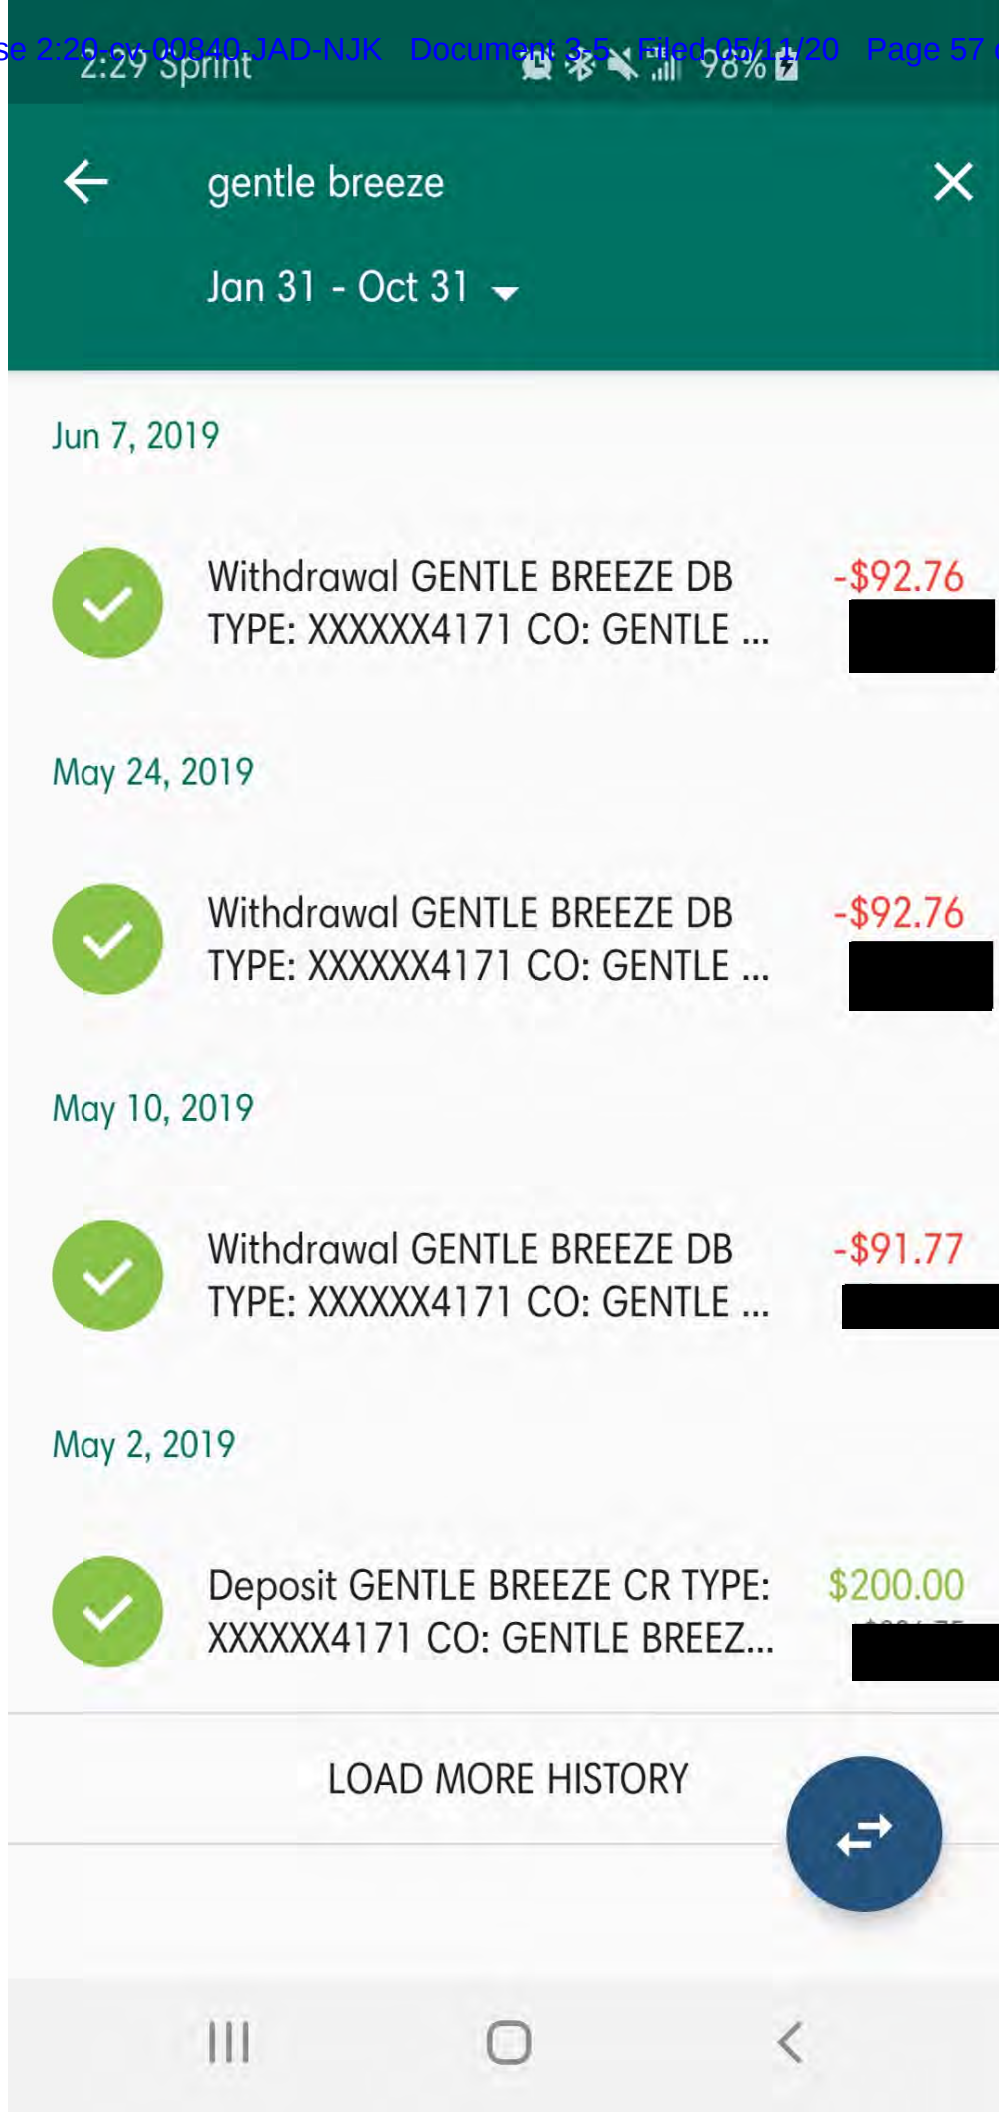 se 2:20-cv-00840-JAD-NJK Document 3-5 Filed 05/11/20 Page 57
2:29 Sprint 98%
gentle breeze
Jan 31 - Oct 31
Jun 7, 2019
Withdrawal GENTLE BREEZE DB -$92.76
TYPE: XXXXXX4171 CO: GENTLE ...
May 24, 2019
Withdrawal GENTLE BREEZE DB -$92.76
TYPE: XXXXXX4171 CO: GENTLE ...
May 10, 2019
Withdrawal GENTLE BREEZE DB -$91.77
TYPE: XXXXXX4171 CO: GENTLE ...
May 2, 2019
Deposit GENTLE BREEZE CR TYPE: $200.00
XXXXXX4171 CO: GENTLE BREEZ...
LOAD MORE HISTORY